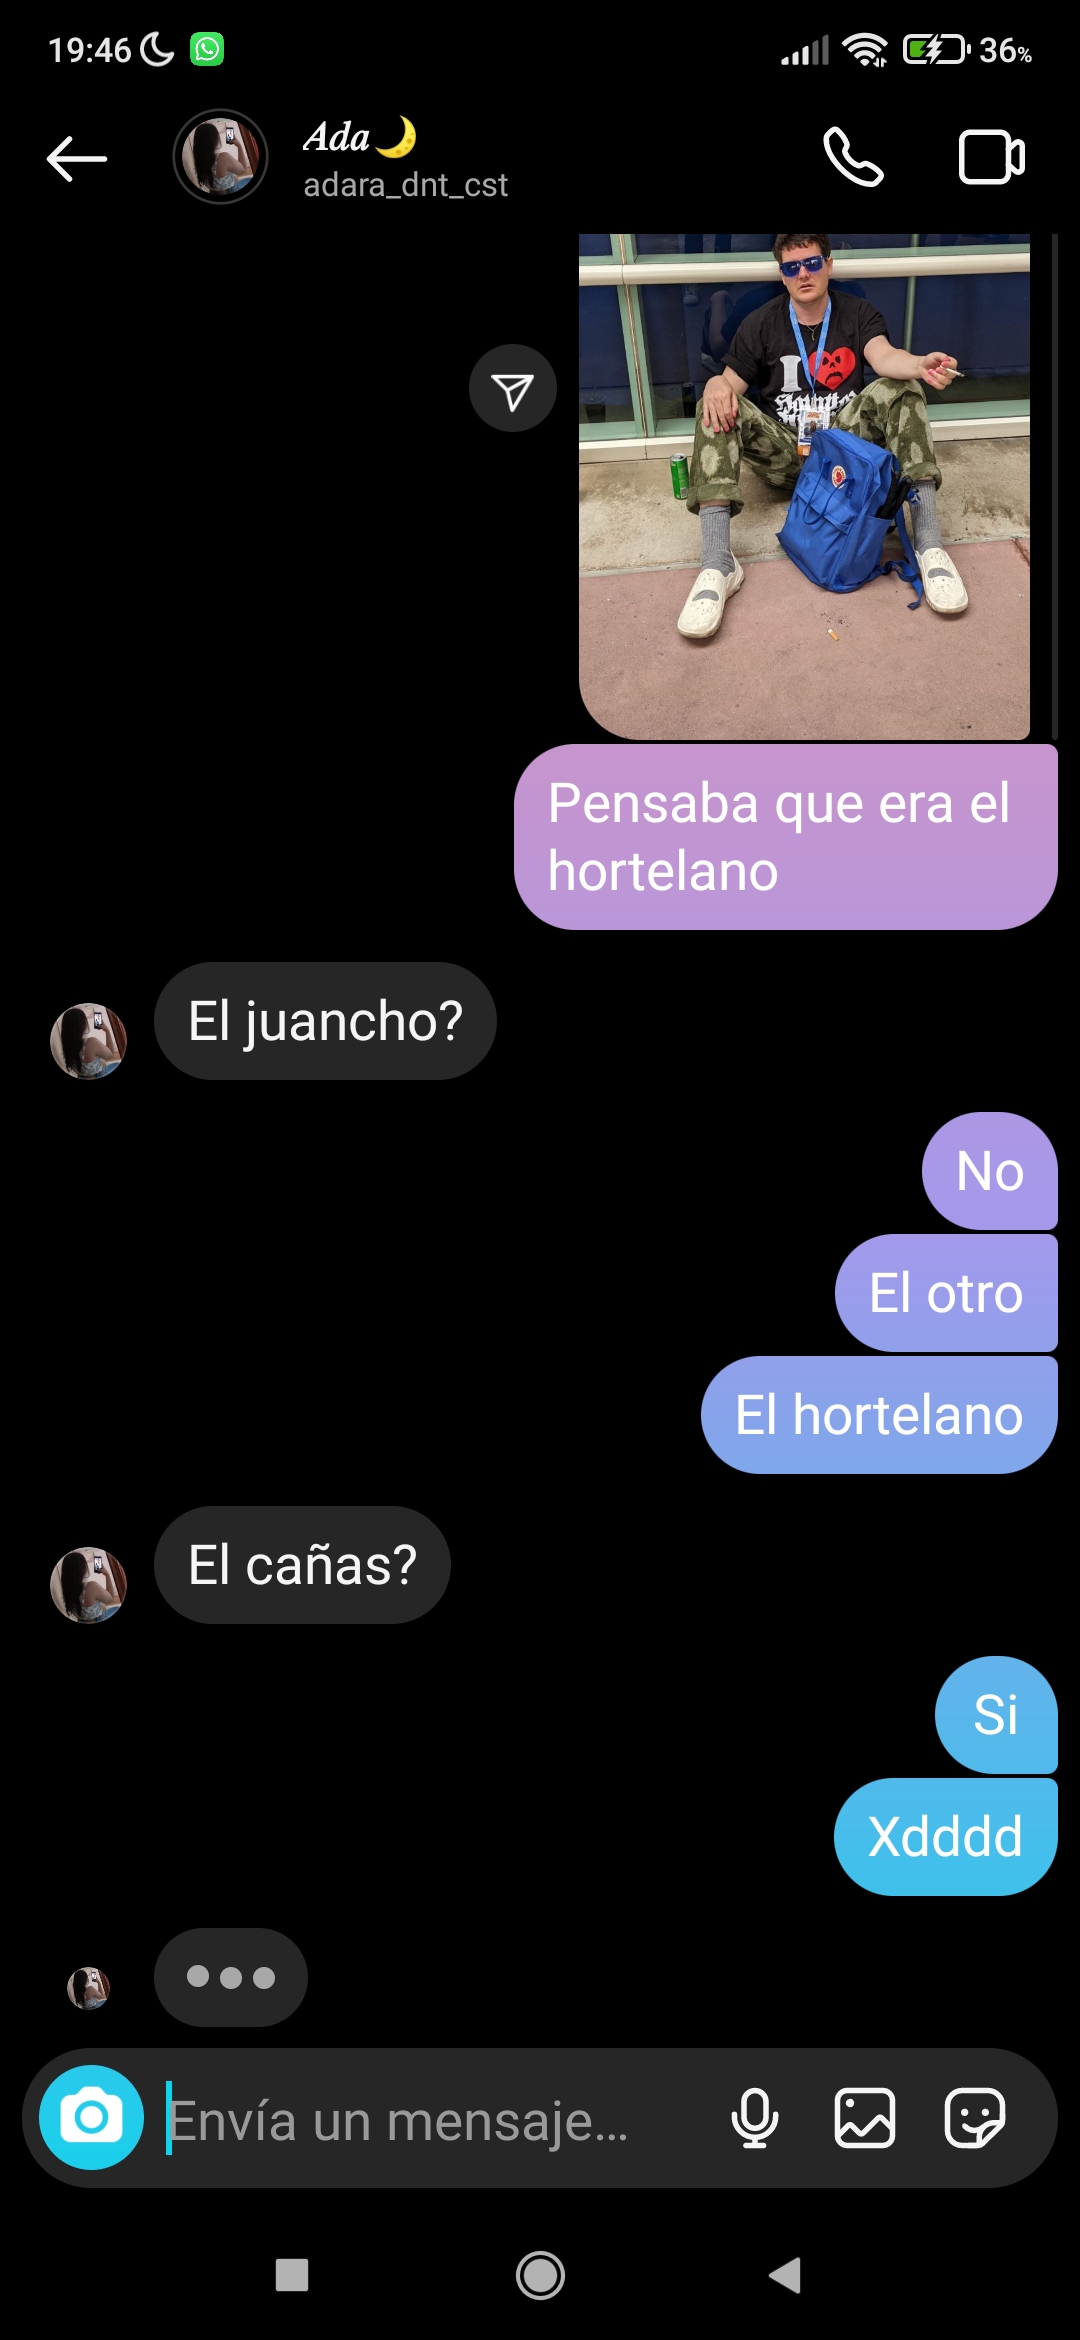 19:46
36%
Ada
adara_dnt_cst
I
Pensaba que era el
hortelano
El juancho?
No
El otro
El hortelano
El cañas?
Si
Xdddd
Envía un mensaje...